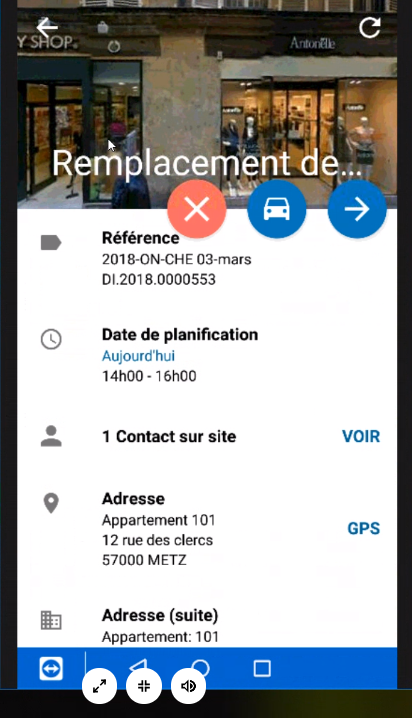 Y SHOP.
Antonelle
Remplacement de...
Référence
2018-ON-CHE 03-mars
DI.2018.0000553
Date de planification
Aujourd'hui
14h00 - 16h00
1 Contact sur site
VOIR
Adresse
Appartement 101
12 rue des clercs
57000 METZ
GPS
Adresse (suite)
Appartement: 101